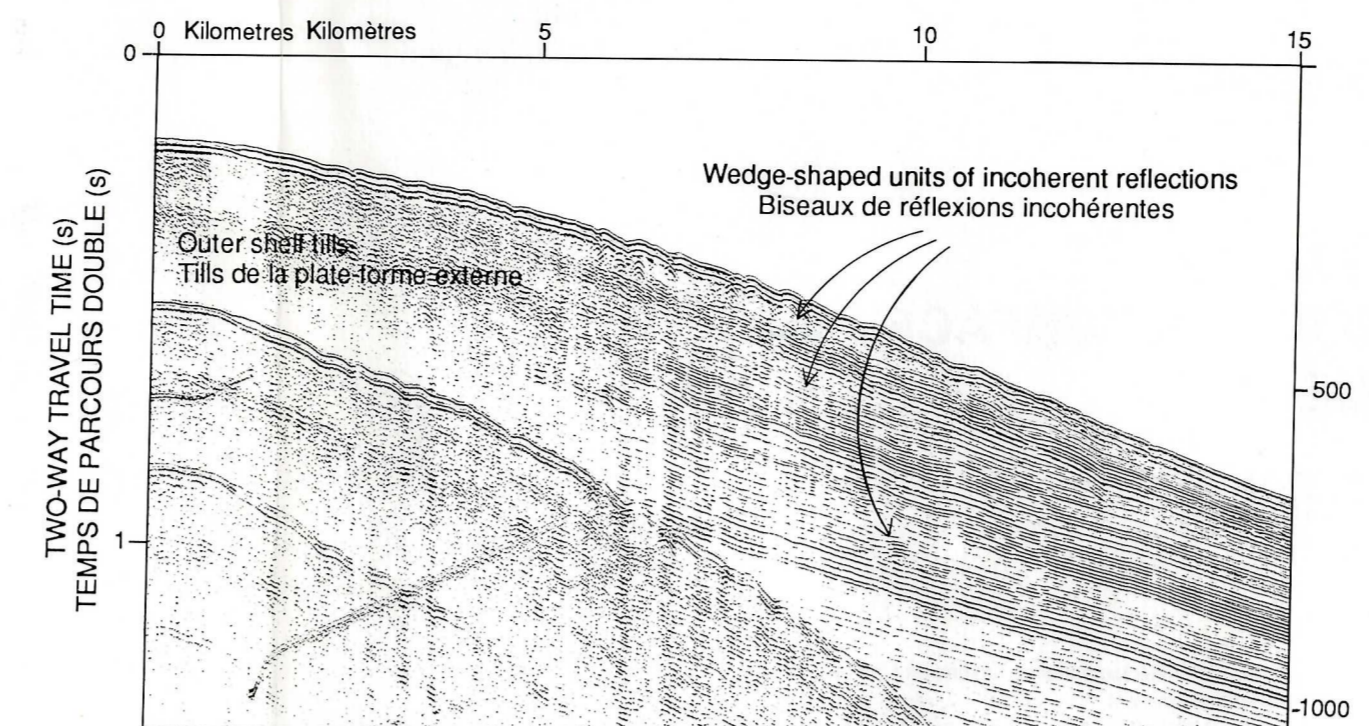 0 Kilometres Kilomètres 5 10 15
0
Wedge-shaped units of incoherent reflections
Biseaux de réflexions incohérentes
Outer shelf tills
Tills de la plate-forme externe
TWO-WAY TRAVEL TIME (s)
TEMPS DE PARCOURS DOUBLE (s)
500
1
1000